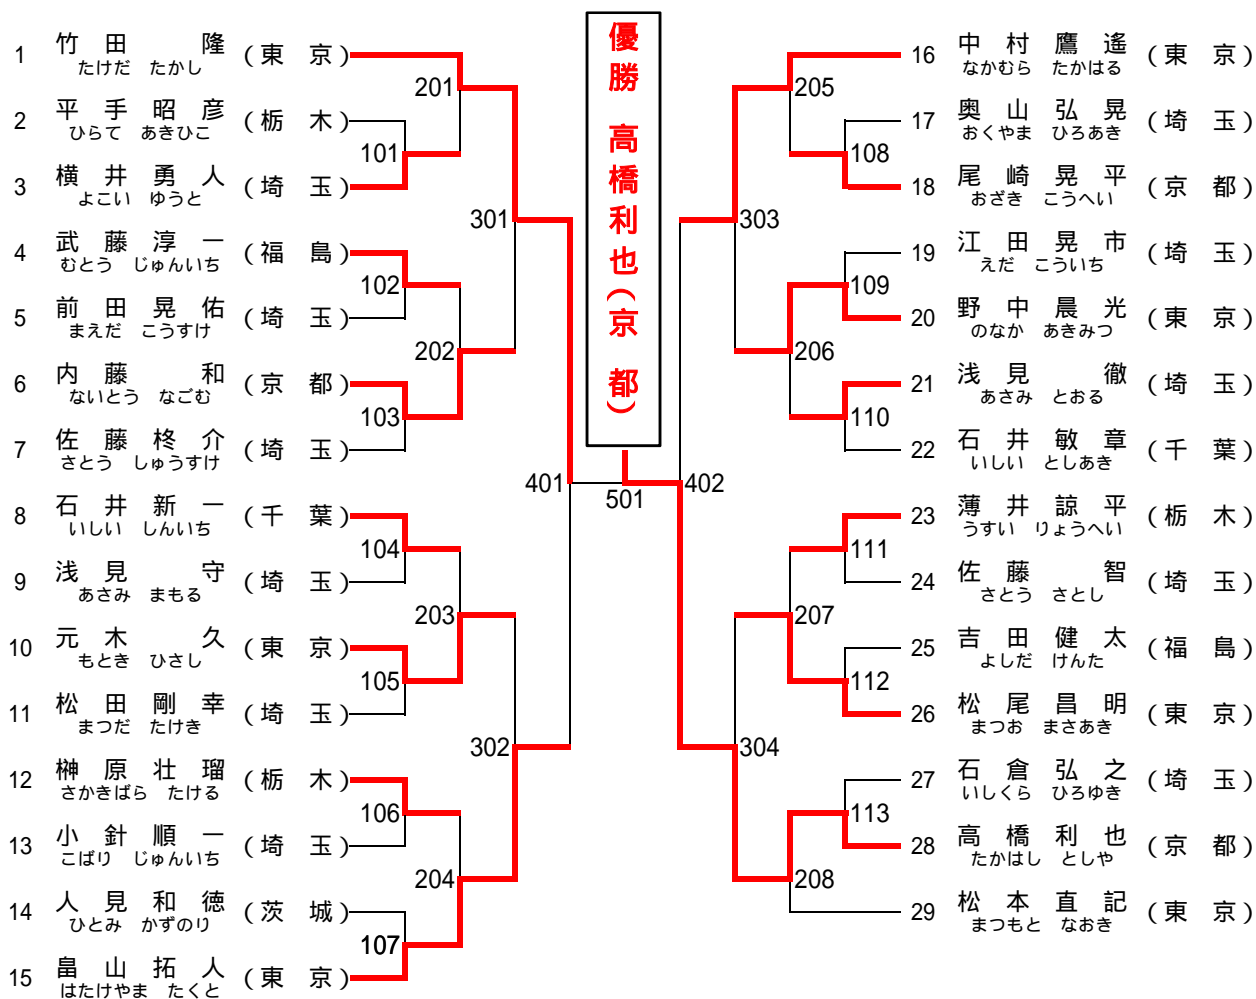 優勝 高橋利也(京 都)
1 竹田 隆 (東 京)
たけだ たかし
2 平手昭彦 (栃 木)
ひらて あきひこ
3 横井勇人 (埼 玉)
よこい ゆうと
4 武藤淳一 (福 島)
むとう じゅんいち
5 前田晃佑 (埼 玉)
まえだ こうすけ
6 内藤 和 (京 都)
ないとう なごむ
7 佐藤柊介 (埼 玉)
さとう しゅうすけ
8 石井新一 (千 葉)
いしい しんいち
9 浅見 守 (埼 玉)
あさみ まもる
10 元木 久 (東 京)
もとき ひさし
11 松田剛幸 (埼 玉)
まつだ たけき
12 榊原壮瑠 (栃 木)
さかきばら たける
13 小針順一 (埼 玉)
こばり じゅんいち
14 人見和徳 (茨 城)
ひとみ かずのり
15 畠山拓人 (東 京)
はたけやま たくと
101
102
103
104
105
106
107
201
202
203
204
301
302
401
501
402
303
304
205
206
207
208
108
109
110
111
112
113
16 中村鷹遙 (東 京)
なかむら たかはる
17 奥山弘晃 (埼 玉)
おくやま ひろあき
18 尾崎晃平 (京 都)
おざき こうへい
19 江田晃市 (埼 玉)
えだ こういち
20 野中晨光 (東 京)
のなか あきみつ
21 浅見 徹 (埼 玉)
あさみ とおる
22 石井敏章 (千 葉)
いしい としあき
23 薄井諒平 (栃 木)
うすい りょうへい
24 佐藤 智 (埼 玉)
さとう さとし
25 吉田健太 (福 島)
よしだ けんた
26 松尾昌明 (東 京)
まつお まさあき
27 石倉弘之 (埼 玉)
いしくら ひろゆき
28 高橋利也 (京 都)
たかはし としや
29 松本直記 (東 京)
まつもと なおき